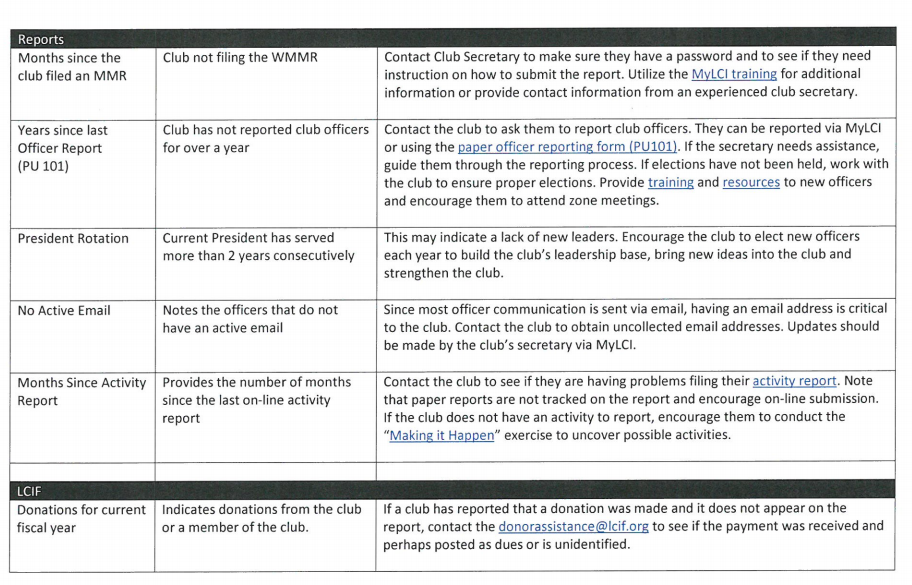 Reports
Months since the
club filed an MMR
Club not filing the WMMR
Contact Club Secretary to make sure they have a password and to see if they need
instruction on how to submit the report. Utilize the MyLCI training for additional
information or provide contact information from an experienced club secretary.
Years since last
Officer Report
(PU 101)
Club has not reported club officers
for over a year
Contact the club to ask them to report club officers. They can be reported via MyLCI
or using the paper officer reporting form (PU101). If the secretary needs assistance,
guide them through the reporting process. If elections have not been held, work with
the club to ensure proper elections. Provide training and resources to new officers
and encourage them to attend zone meetings.
President Rotation
Current President has served
more than 2 years consecutively
This may indicate a lack of new leaders. Encourage the club to elect new officers
each year to build the club's leadership base, bring new ideas into the club and
strengthen the club.
No Active Email
Notes the officers that do not
have an active email
Since most officer communication is sent via email, having an email address is critical
to the club. Contact the club to obtain uncollected email addresses. Updates should
be made by the club's secretary via MyLCI.
Months Since Activity
Report
Provides the number of months
since the last on-line activity
report
Contact the club to see if they are having problems filing their activity report. Note
that paper reports are not tracked on the report and encourage on-line submission.
If the club does not have an activity to report, encourage them to conduct the
"Making it Happen" exercise to uncover possible activities.
LCIF
Donations for current
fiscal year
Indicates donations from the club
or a member of the club.
If a club has reported that a donation was made and it does not appear on the
report, contact the donorassistance@lcif.org to see if the payment was received and
perhaps posted as dues or is unidentified.